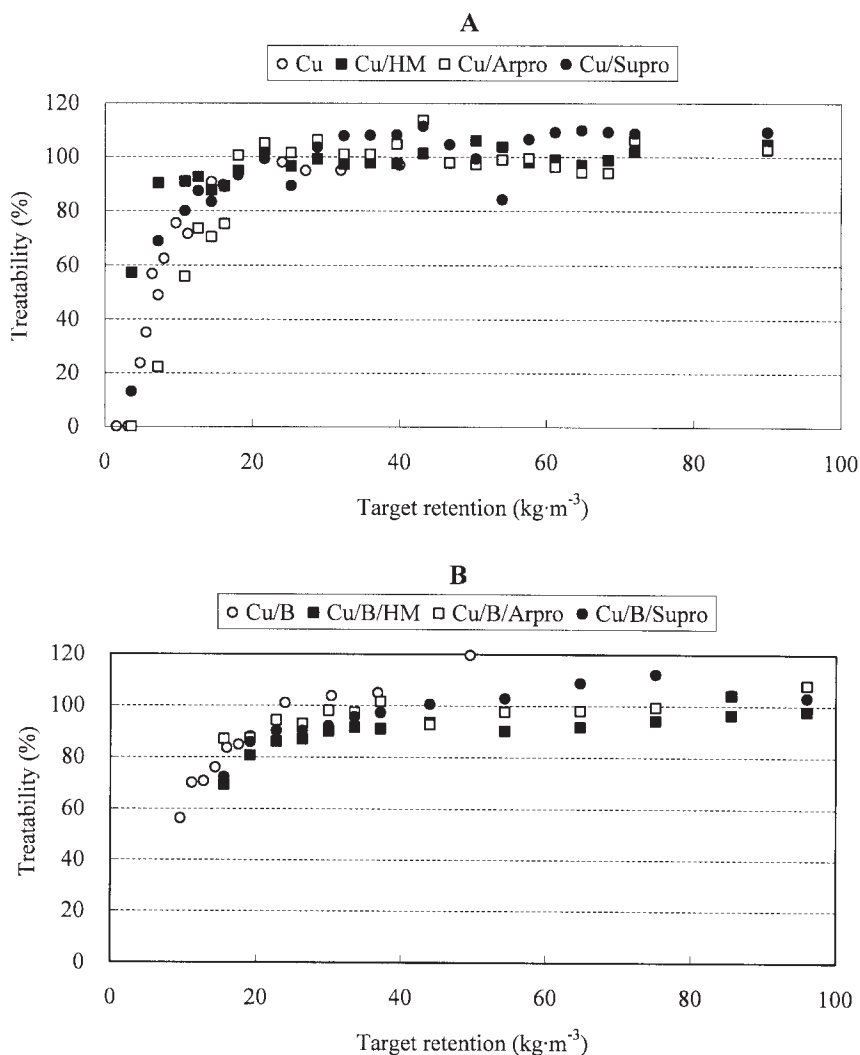 A
Cu Cu/HM Cu/Arpro Cu/Supro
120
100
80
60
40
20
0
Treatability (%)
0 20 40 60 80 100
Target retention (kg·m⁻³)
B
Cu/B Cu/B/HM Cu/B/Arpro Cu/B/Supro
120
100
80
60
40
20
0
Treatability (%)
0 20 40 60 80 100
Target retention (kg·m⁻³)